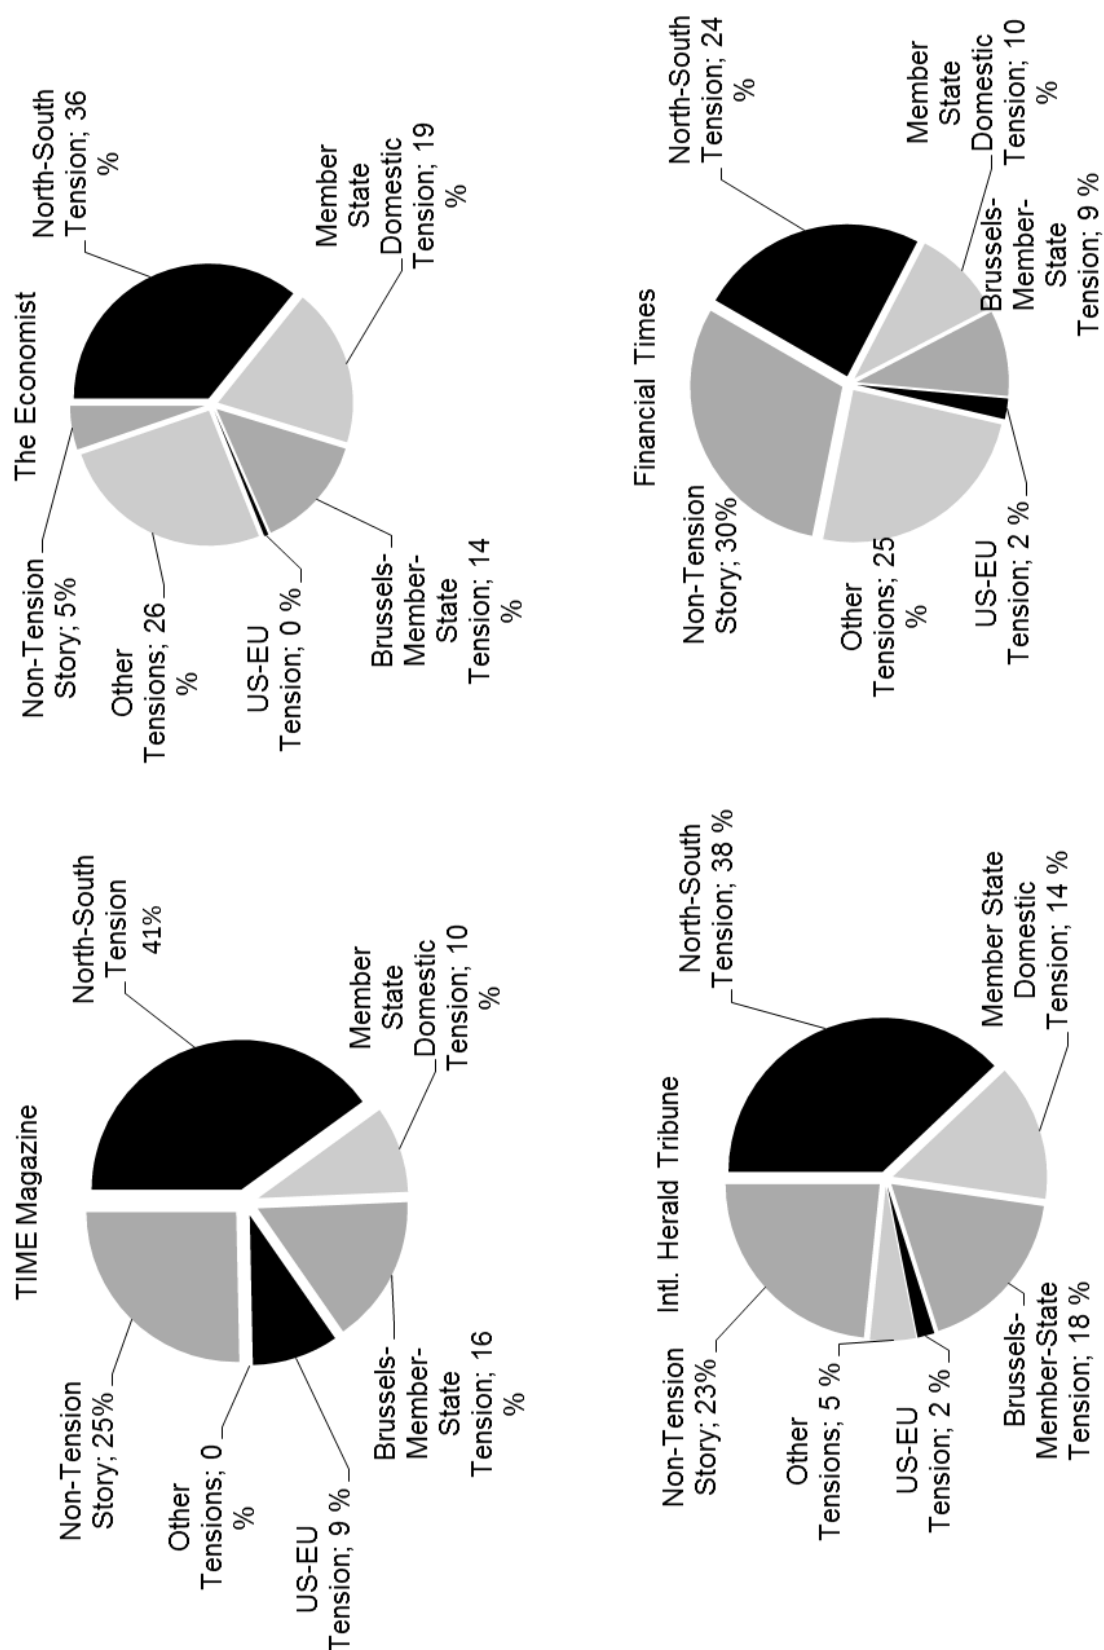 TIME Magazine
North-South
Tension
41%
Member
State
Domestic
Tension; 10
%
Brussels-
Member-
State
Tension; 16
%
US-EU
Tension; 9 %
Other
Tensions; 0
%
Non-Tension
Story; 25%
The Economist
North-South
Tension; 36
%
Member
State
Domestic
Tension; 19
%
Brussels-
Member-
State
Tension; 14
%
US-EU
Tension; 0 %
Other
Tensions; 26
%
Non-Tension
Story; 5%
Intl. Herald Tribune
North-South
Tension; 38 %
Member State
Domestic
Tension; 14 %
Brussels-
Member-State
Tension; 18 %
US-EU
Tension; 2 %
Other
Tensions; 5 %
Non-Tension
Story; 23%
Financial Times
North-South
Tension; 24
%
Member
State
Domestic
Tension; 10
%
Brussels-
Member-
State
Tension; 9 %
US-EU
Tension; 2 %
Other
Tensions; 25
%
Non-Tension
Story; 30%